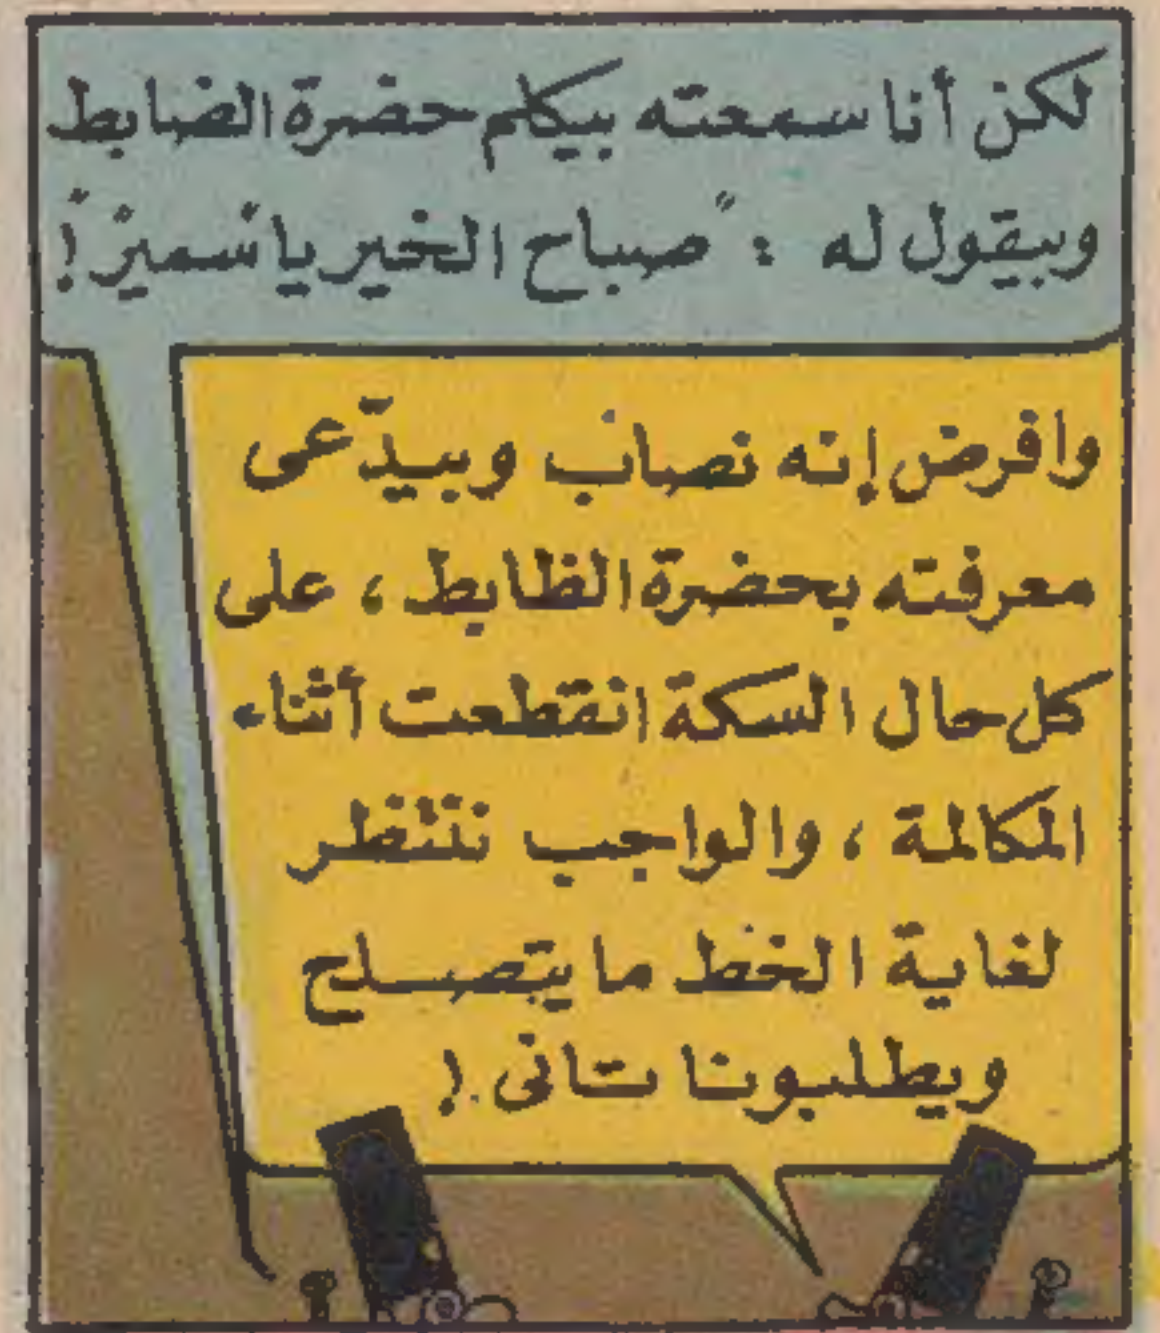 لكن أنا سمعته بيكلم حضرة الضابط
وبيقول له : "صباح الخير يا "سميز" !
وافرض إنه نصاب وبيدّعى
معرفته بحضرة الظابط ، على
كل حال السكة انقطعت أثناء
المكالمة ، والواجب ننتظر
لغاية الخط ما يتصلح
ويطلبونا تانى !